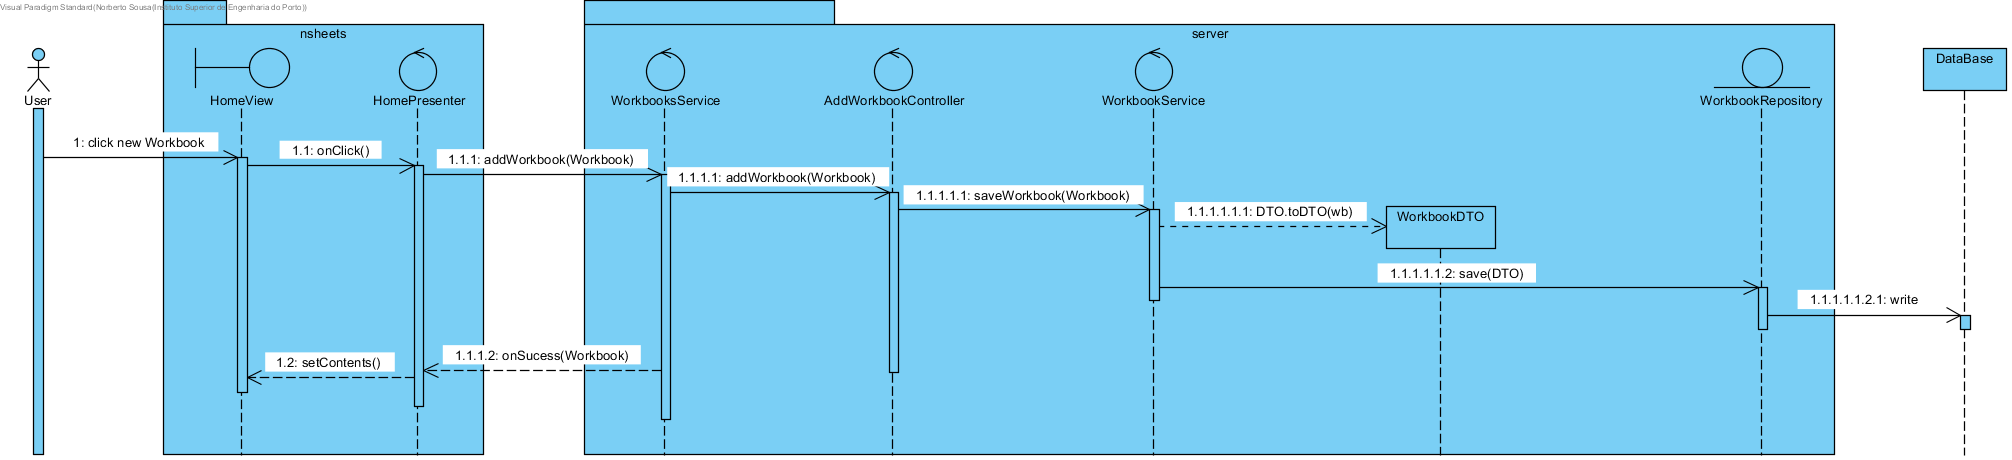 Visual Paradigm Standard(Norberto Sousa(Instituto Superior de Engenharia do Porto))
nsheets
server
DataBase
User
HomeView
HomePresenter
WorkbooksService
AddWorkbookController
WorkbookService
WorkbookRepository
1: click new Workbook
1.1: onClick()
1.1.1: addWorkbook(Workbook)
1.1.1.1: addWorkbook(Workbook)
1.1.1.1.1: saveWorkbook(Workbook)
1.1.1.1.1.1: DTO.toDTO(wb)
WorkbookDTO
1.1.1.1.1.2: save(DTO)
1.1.1.1.1.2.1: write
1.1.1.2: onSucess(Workbook)
1.2: setContents()